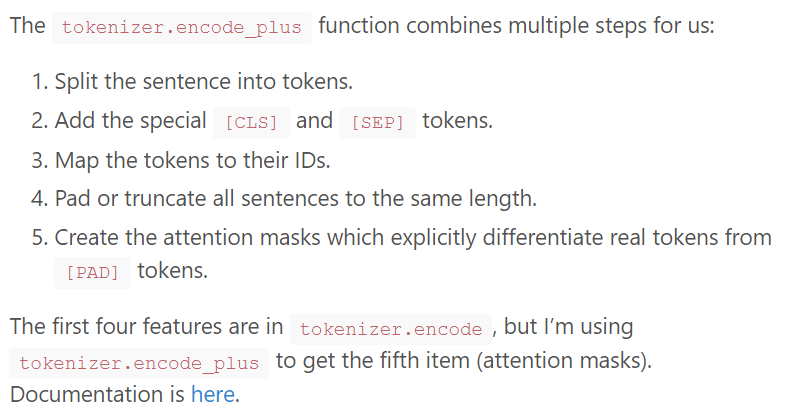 The tokenizer.encode_plus function combines multiple steps for us:
1. Split the sentence into tokens.
2. Add the special [CLS] and [SEP] tokens.
3. Map the tokens to their IDs.
4. Pad or truncate all sentences to the same length.
5. Create the attention masks which explicitly differentiate real tokens from
[PAD] tokens.
The first four features are in tokenizer.encode , but I’m using
tokenizer.encode_plus to get the fifth item (attention masks).
Documentation is here.